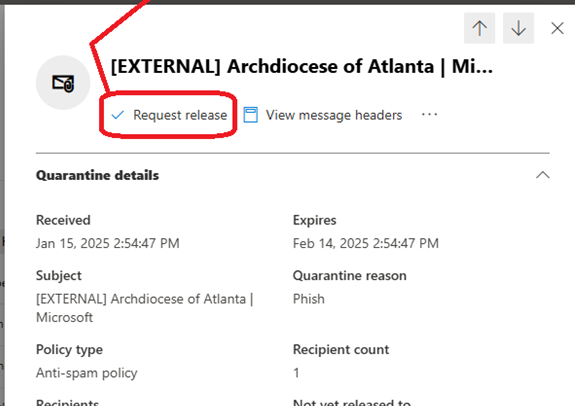 [EXTERNAL] Archdiocese of Atlanta | Mic...
Request release
View message headers
...
Quarantine details
Received
Expires
Jan 15, 2025 2:54:47 PM
Feb 14, 2025 2:54:47 PM
Subject
Quarantine reason
[EXTERNAL] Archdiocese of Atlanta |
Microsoft
Phish
Policy type
Recipient count
Anti-spam policy
1
Recipients
Not yet released to